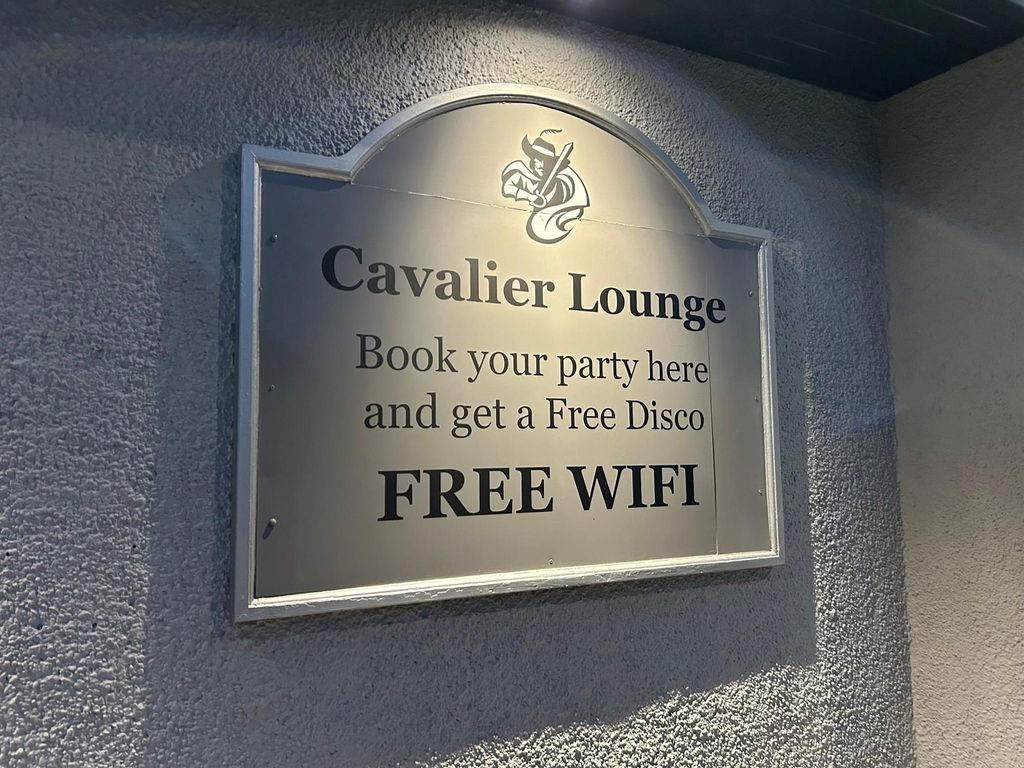 Cavalier Lounge
Book your party here
and get a Free Disco
FREE WIFI